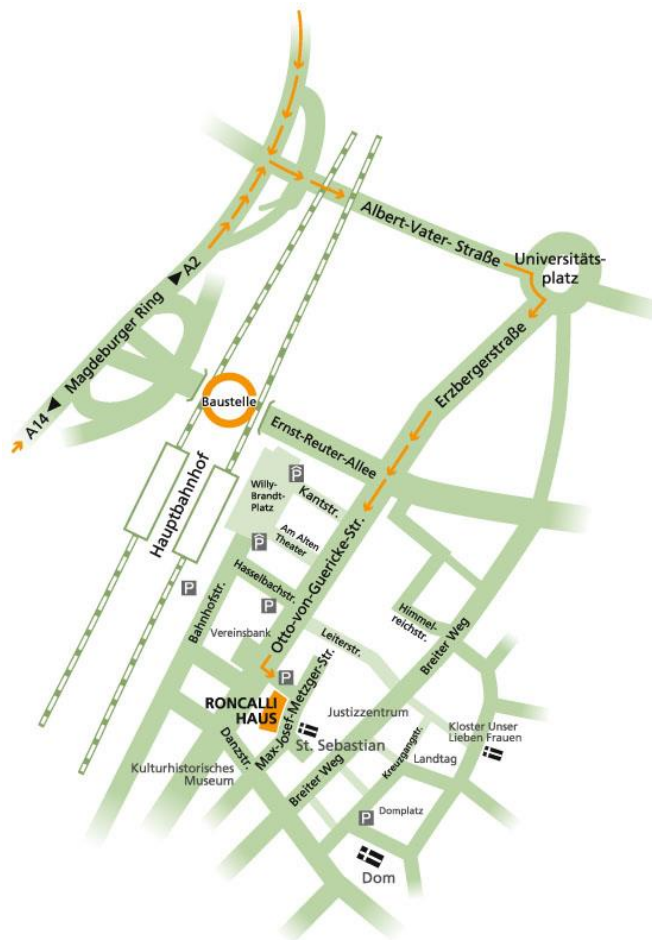 Albert-Vater- Straße
Universitäts-
platz
A2
Magdeburger Ring
A14
Erzbergerstraße
Baustelle
Ernst-Reuter-Allee
Hauptbahnhof
Willy-
Brandt-
Platz
P
Kantstr.
P
Am Alten
Theater
Otto-von-Guericke-Str.
Hasselbachstr.
P
Bahnhofstr.
P
Vereinsbank
Himmel-
reichstr.
Leiterstr.
Breiter Weg
P
RONCALLI
HAUS
Max-Josef-Metzger-Str.
Justizzentrum
St. Sebastian
Kreuzgangstr.
Kloster Unser
Lieben Frauen
Landtag
Danzstr.
Kulturhistorisches
Museum
Breiter Weg
P
Domplatz
Dom